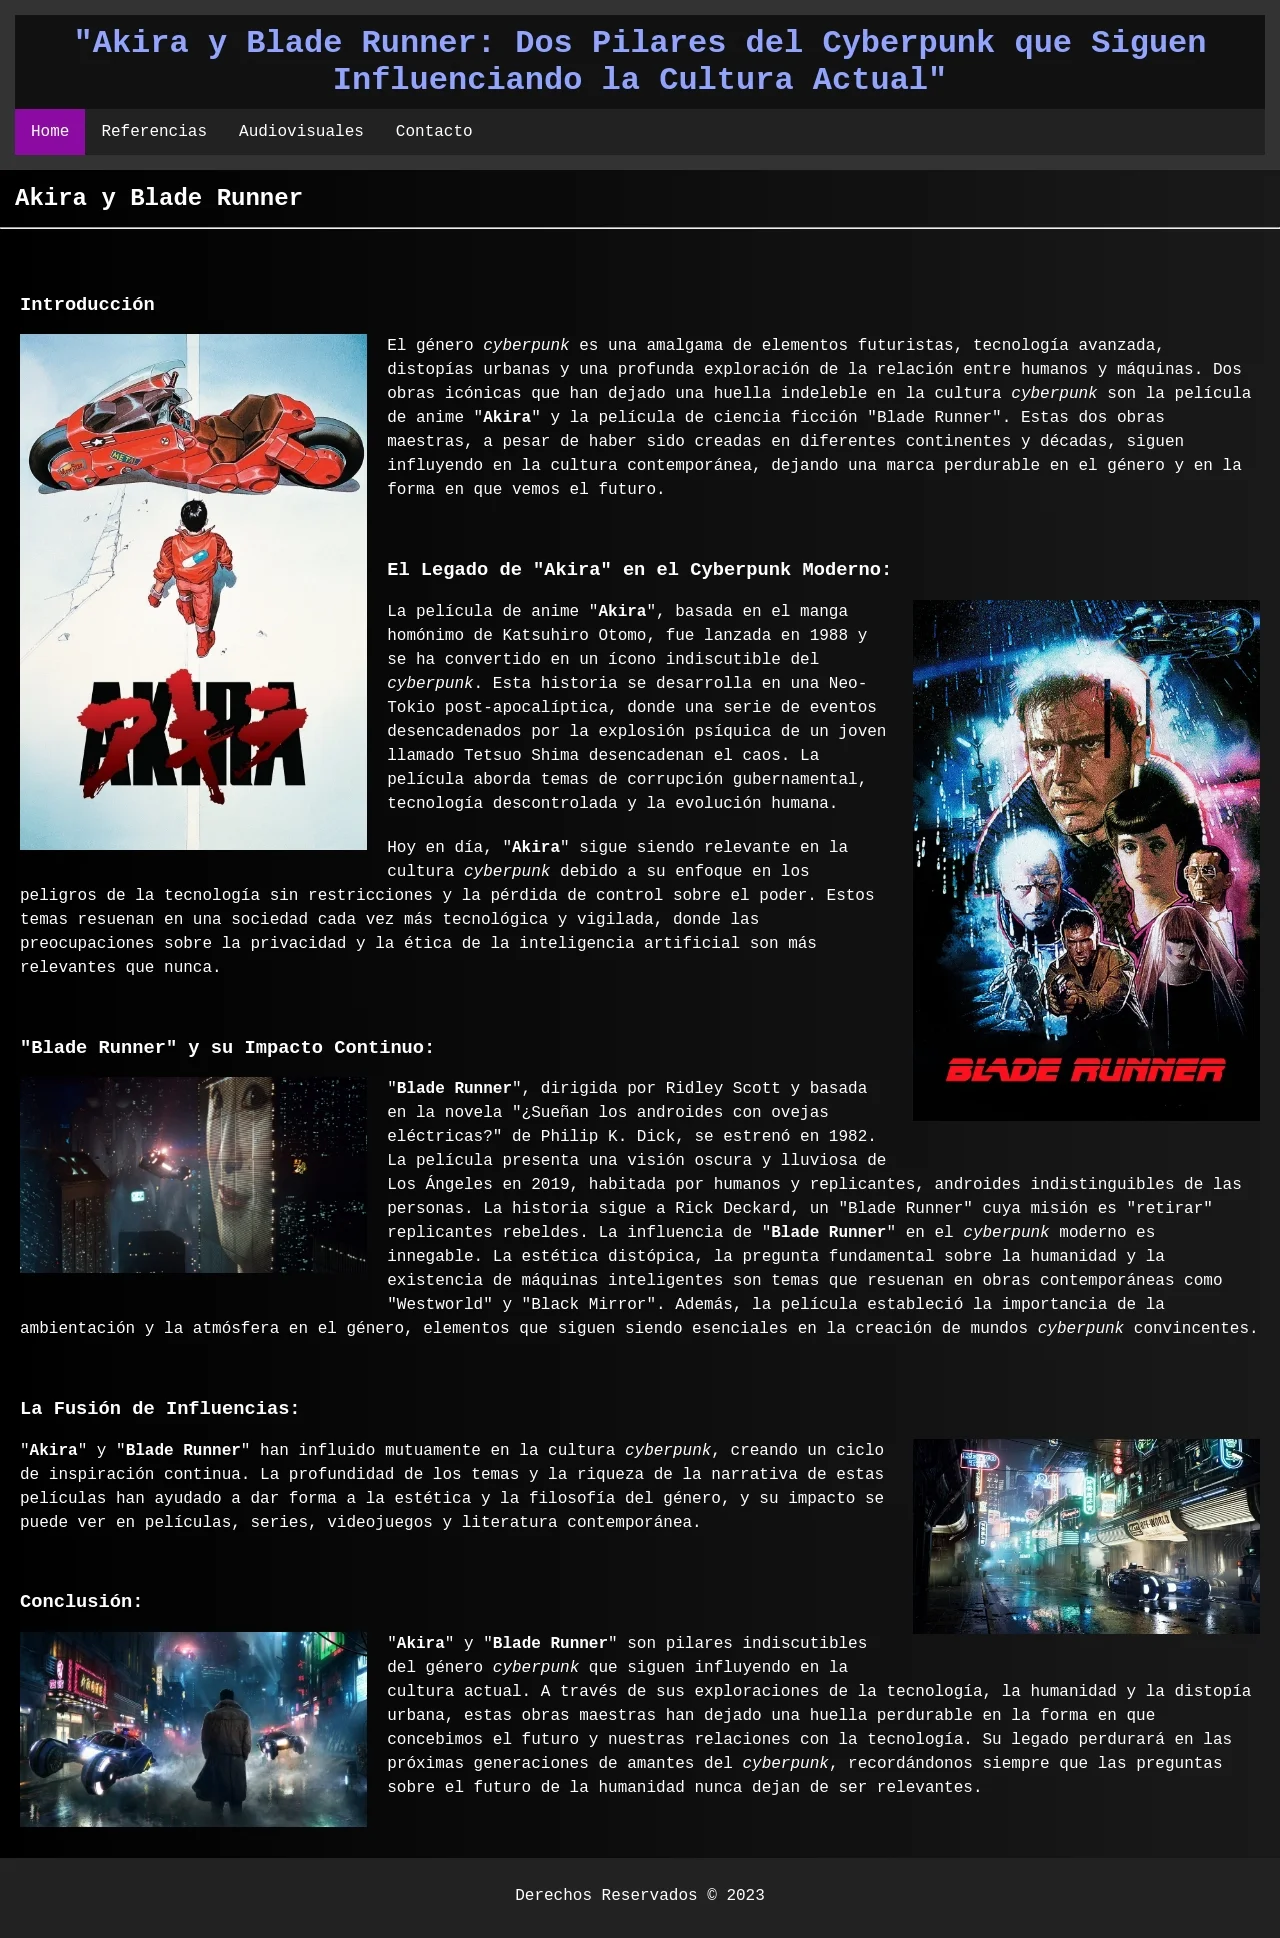 "Akira y Blade Runner: Dos Pilares del Cyberpunk que Siguen
Influenciando la Cultura Actual"
Home Referencias Audiovisuales Contacto
Akira y Blade Runner
Introducción
El género cyberpunk es una amalgama de elementos futuristas, tecnología avanzada,
distopías urbanas y una profunda exploración de la relación entre humanos y máquinas. Dos
obras icónicas que han dejado una huella indeleble en la cultura cyberpunk son la película
de anime "Akira" y la película de ciencia ficción "Blade Runner". Estas dos obras
maestras, a pesar de haber sido creadas en diferentes continentes y décadas, siguen
influyendo en la cultura contemporánea, dejando una marca perdurable en el género y en la
forma en que vemos el futuro.
METAL
アキラ
AKIRA
El Legado de "Akira" en el Cyberpunk Moderno:
La película de anime "Akira", basada en el manga
homónimo de Katsuhiro Otomo, fue lanzada en 1988 y
se ha convertido en un ícono indiscutible del
cyberpunk. Esta historia se desarrolla en una Neo-
Tokio post-apocalíptica, donde una serie de eventos
desencadenados por la explosión psíquica de un joven
llamado Tetsuo Shima desencadenan el caos. La
película aborda temas de corrupción gubernamental,
tecnología descontrolada y la evolución humana.
Hoy en día, "Akira" sigue siendo relevante en la
cultura cyberpunk debido a su enfoque en los
peligros de la tecnología sin restricciones y la pérdida de control sobre el poder. Estos
temas resuenan en una sociedad cada vez más tecnológica y vigilada, donde las
preocupaciones sobre la privacidad y la ética de la inteligencia artificial son más
relevantes que nunca.
BLADE RUNNER
"Blade Runner" y su Impacto Continuo:
"Blade Runner", dirigida por Ridley Scott y basada
en la novela "¿Sueñan los androides con ovejas
eléctricas?" de Philip K. Dick, se estrenó en 1982.
La película presenta una visión oscura y lluviosa de
Los Ángeles en 2019, habitada por humanos y replicantes, androides indistinguibles de las
personas. La historia sigue a Rick Deckard, un "Blade Runner" cuya misión es "retirar"
replicantes rebeldes. La influencia de "Blade Runner" en el cyberpunk moderno es
innegable. La estética distópica, la pregunta fundamental sobre la humanidad y la
existencia de máquinas inteligentes son temas que resuenan en obras contemporáneas como
"Westworld" y "Black Mirror". Además, la película estableció la importancia de la
ambientación y la atmósfera en el género, elementos que siguen siendo esenciales en la creación de mundos cyberpunk convincentes.
La Fusión de Influencias:
"Akira" y "Blade Runner" han influido mutuamente en la cultura cyberpunk, creando un ciclo
de inspiración continua. La profundidad de los temas y la riqueza de la narrativa de estas
películas han ayudado a dar forma a la estética y la filosofía del género, y su impacto se
puede ver en películas, series, videojuegos y literatura contemporánea.
Conclusión:
"Akira" y "Blade Runner" son pilares indiscutibles
del género cyberpunk que siguen influyendo en la
cultura actual. A través de sus exploraciones de la tecnología, la humanidad y la distopía
urbana, estas obras maestras han dejado una huella perdurable en la forma en que
concebimos el futuro y nuestras relaciones con la tecnología. Su legado perdurará en las
próximas generaciones de amantes del cyberpunk, recordándonos siempre que las preguntas
sobre el futuro de la humanidad nunca dejan de ser relevantes.
Derechos Reservados © 2023